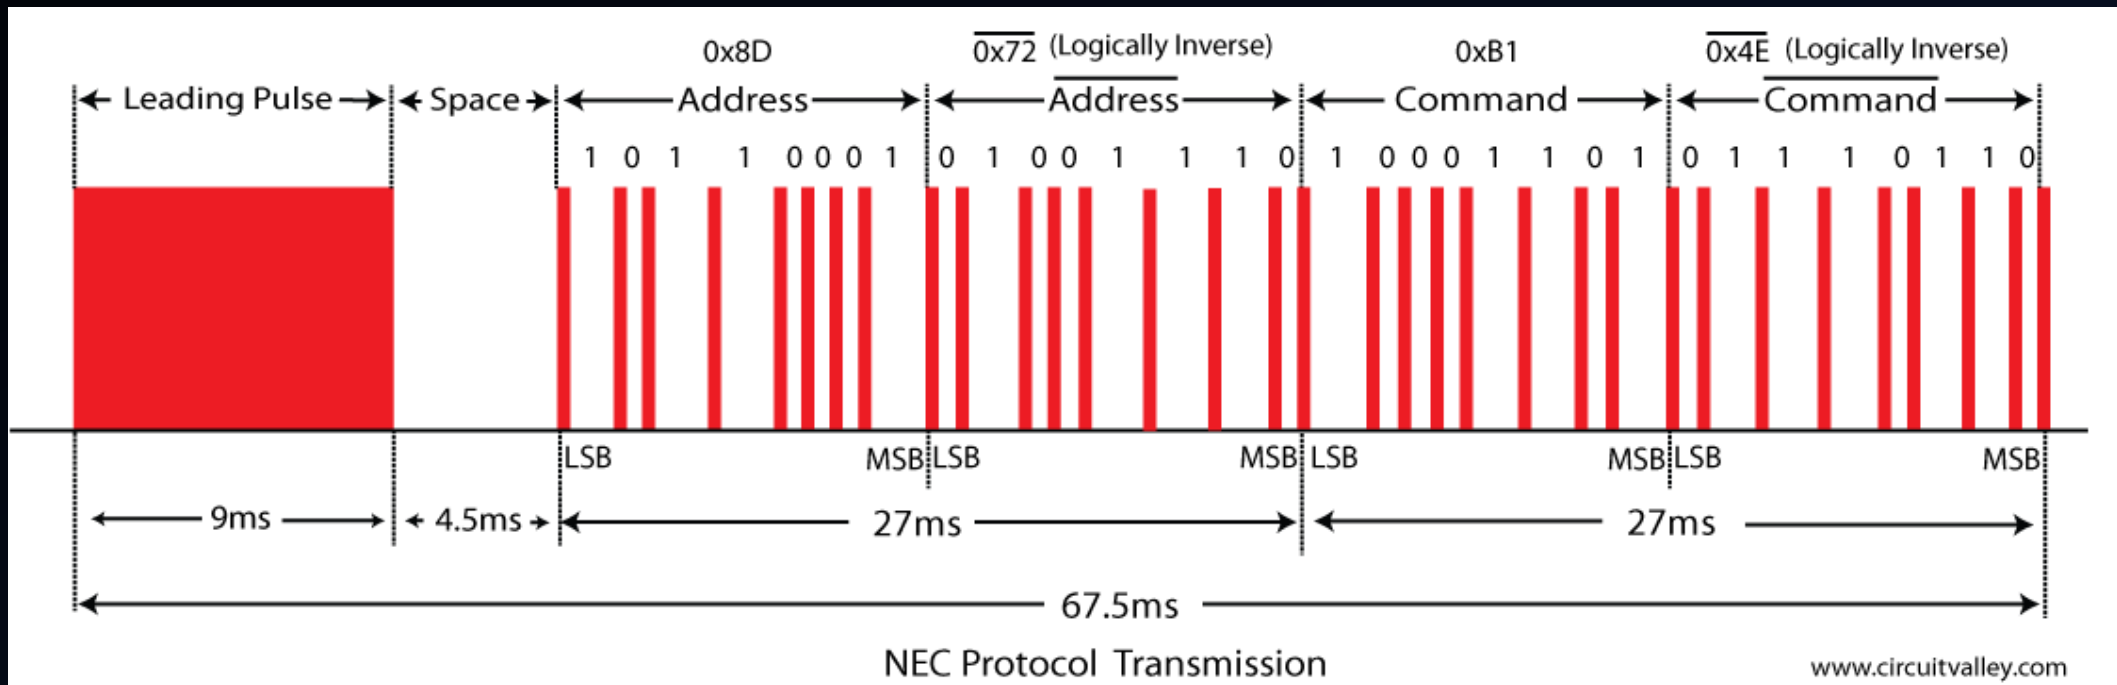 0x8D 0x72 (Logically Inverse) 0xB1 0x4E (Logically Inverse)
Leading Pulse Space Address Address Command Command
1 0 1 1 0 0 0 1 0 1 0 0 1 1 1 0 1 0 0 0 1 1 0 1 0 1 1 1 0 1 1 0
LSB MSB LSB MSB LSB MSB LSB MSB
9ms 4.5ms 27ms 27ms
67.5ms
NEC Protocol Transmission
www.circuitvalley.com